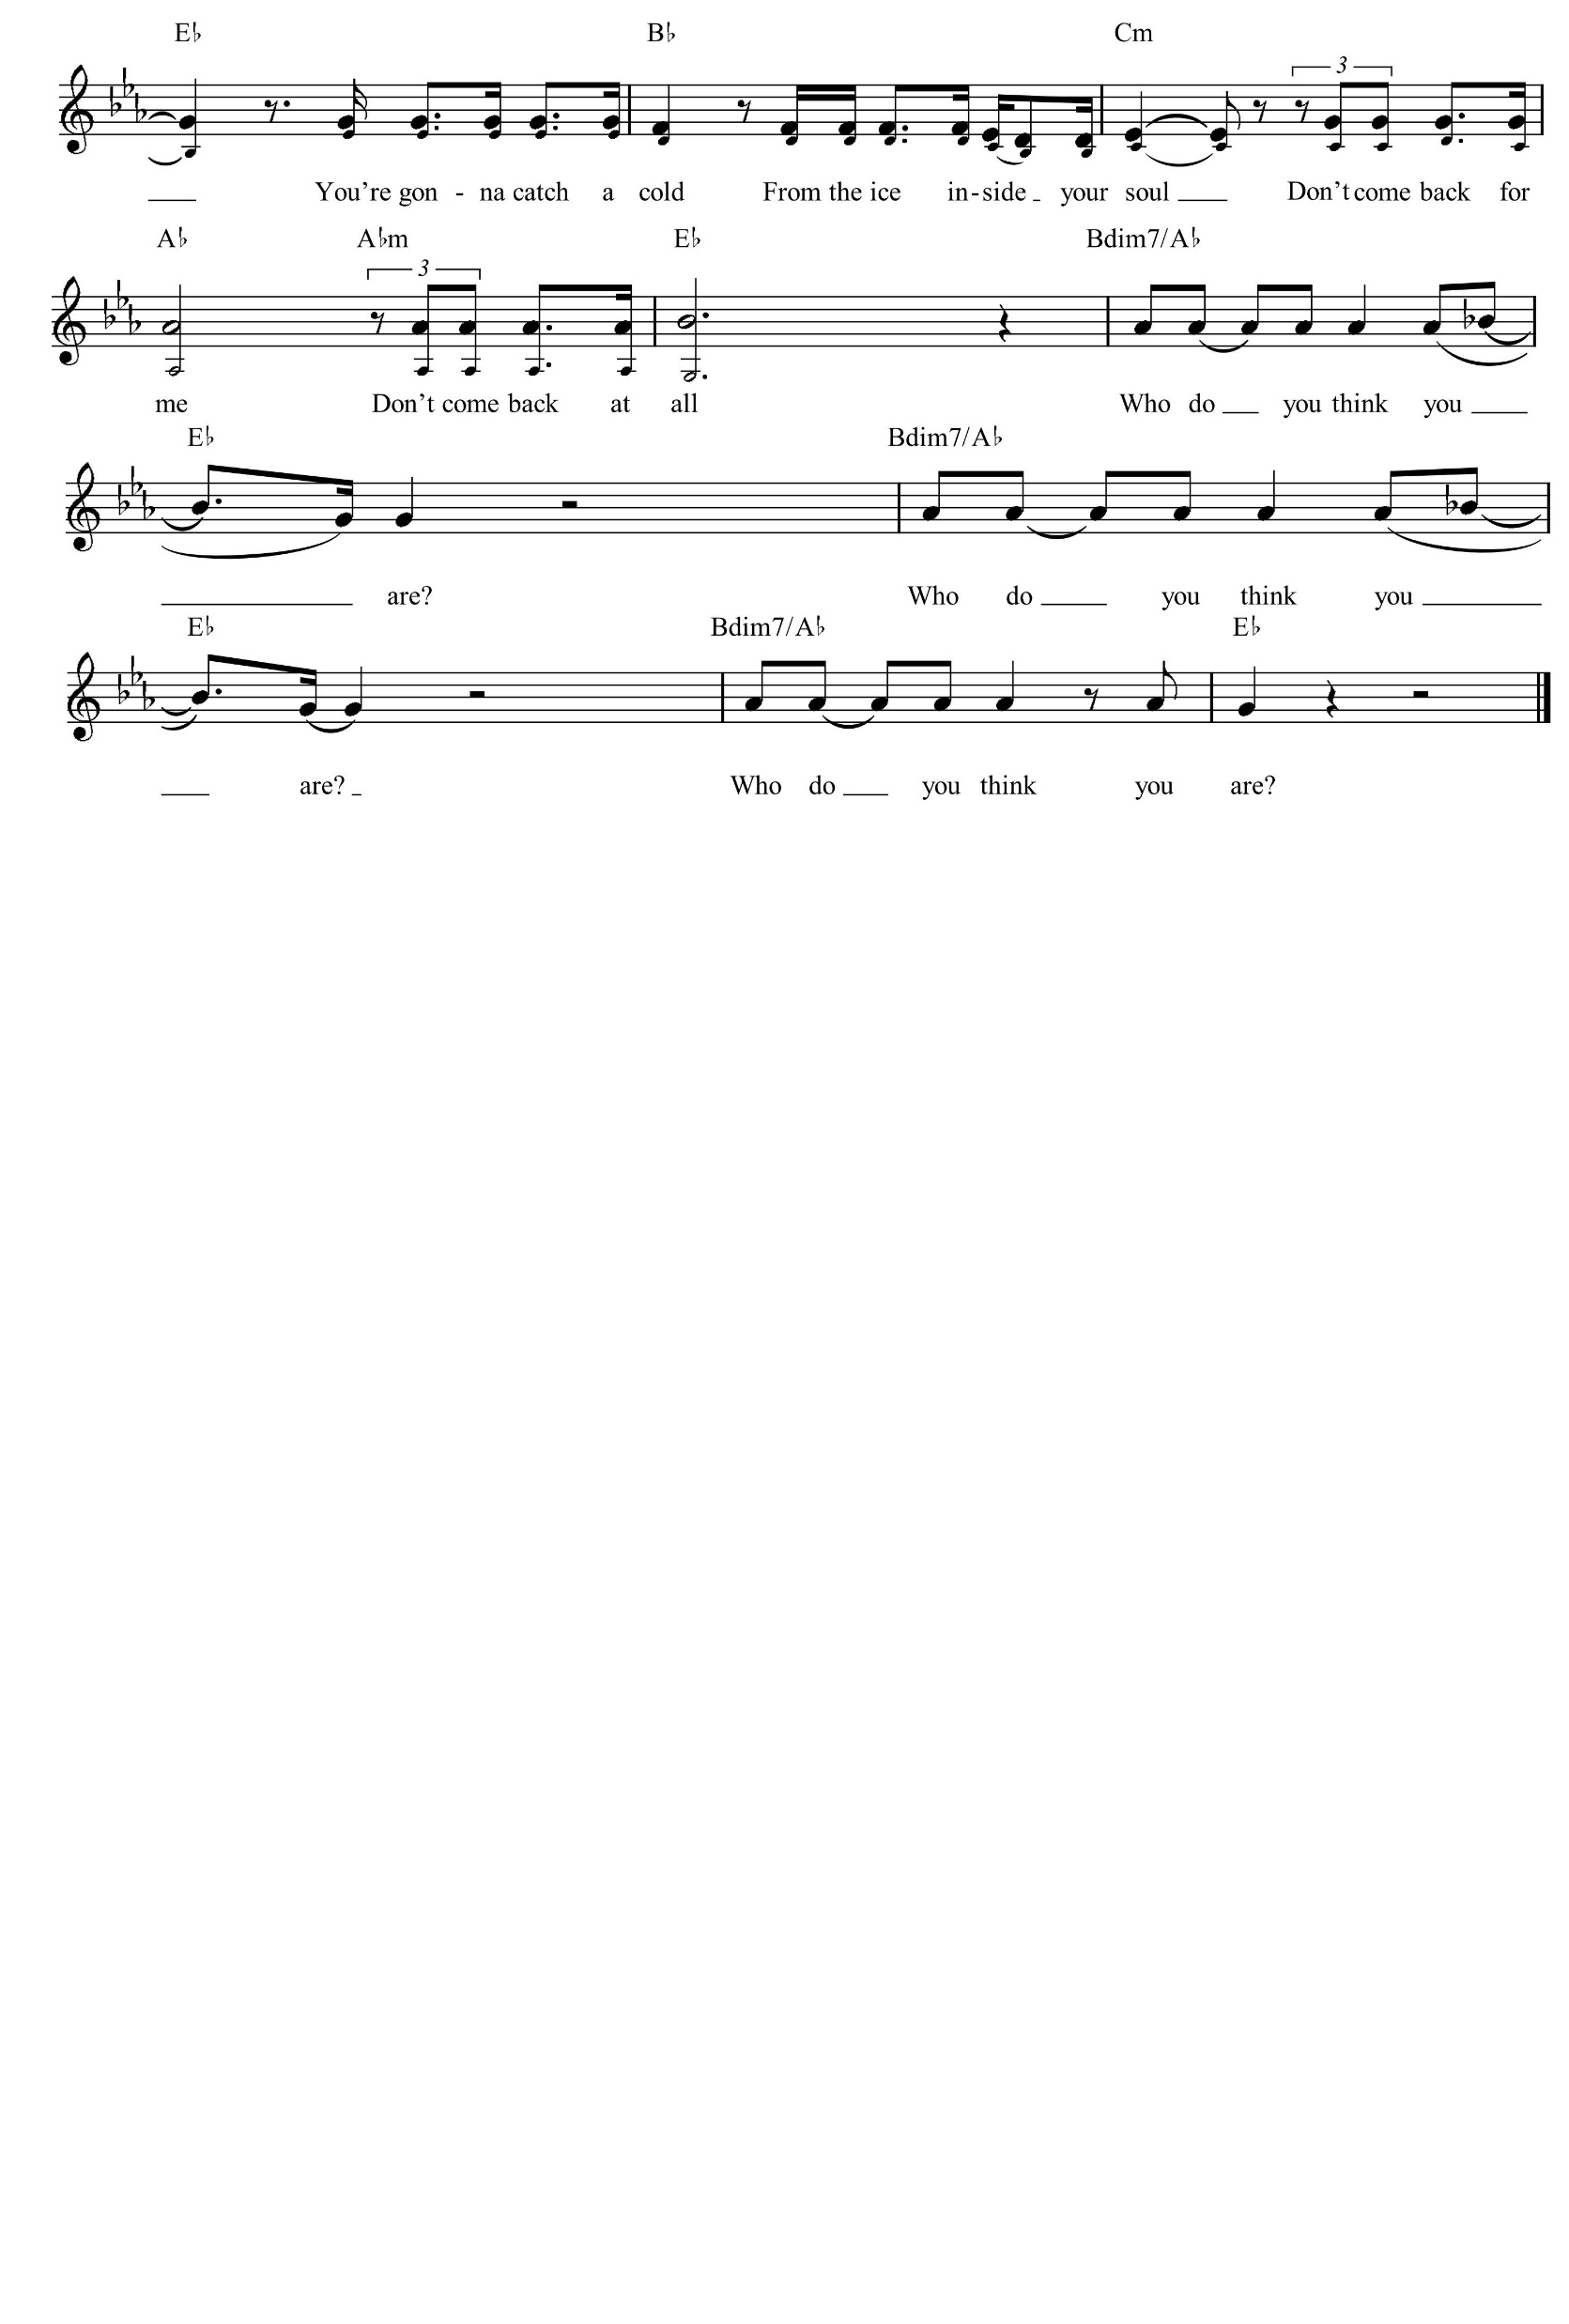 E♭ B♭ Cm
3
You're gon - na catch a cold From the ice in-side your soul Don't come back for
A♭ A♭m E♭ Bdim7/A♭
3
me Don't come back at all Who do you think you
E♭ Bdim7/A♭
are? Who do you think you
E♭ Bdim7/A♭ E♭
are? Who do you think you are?